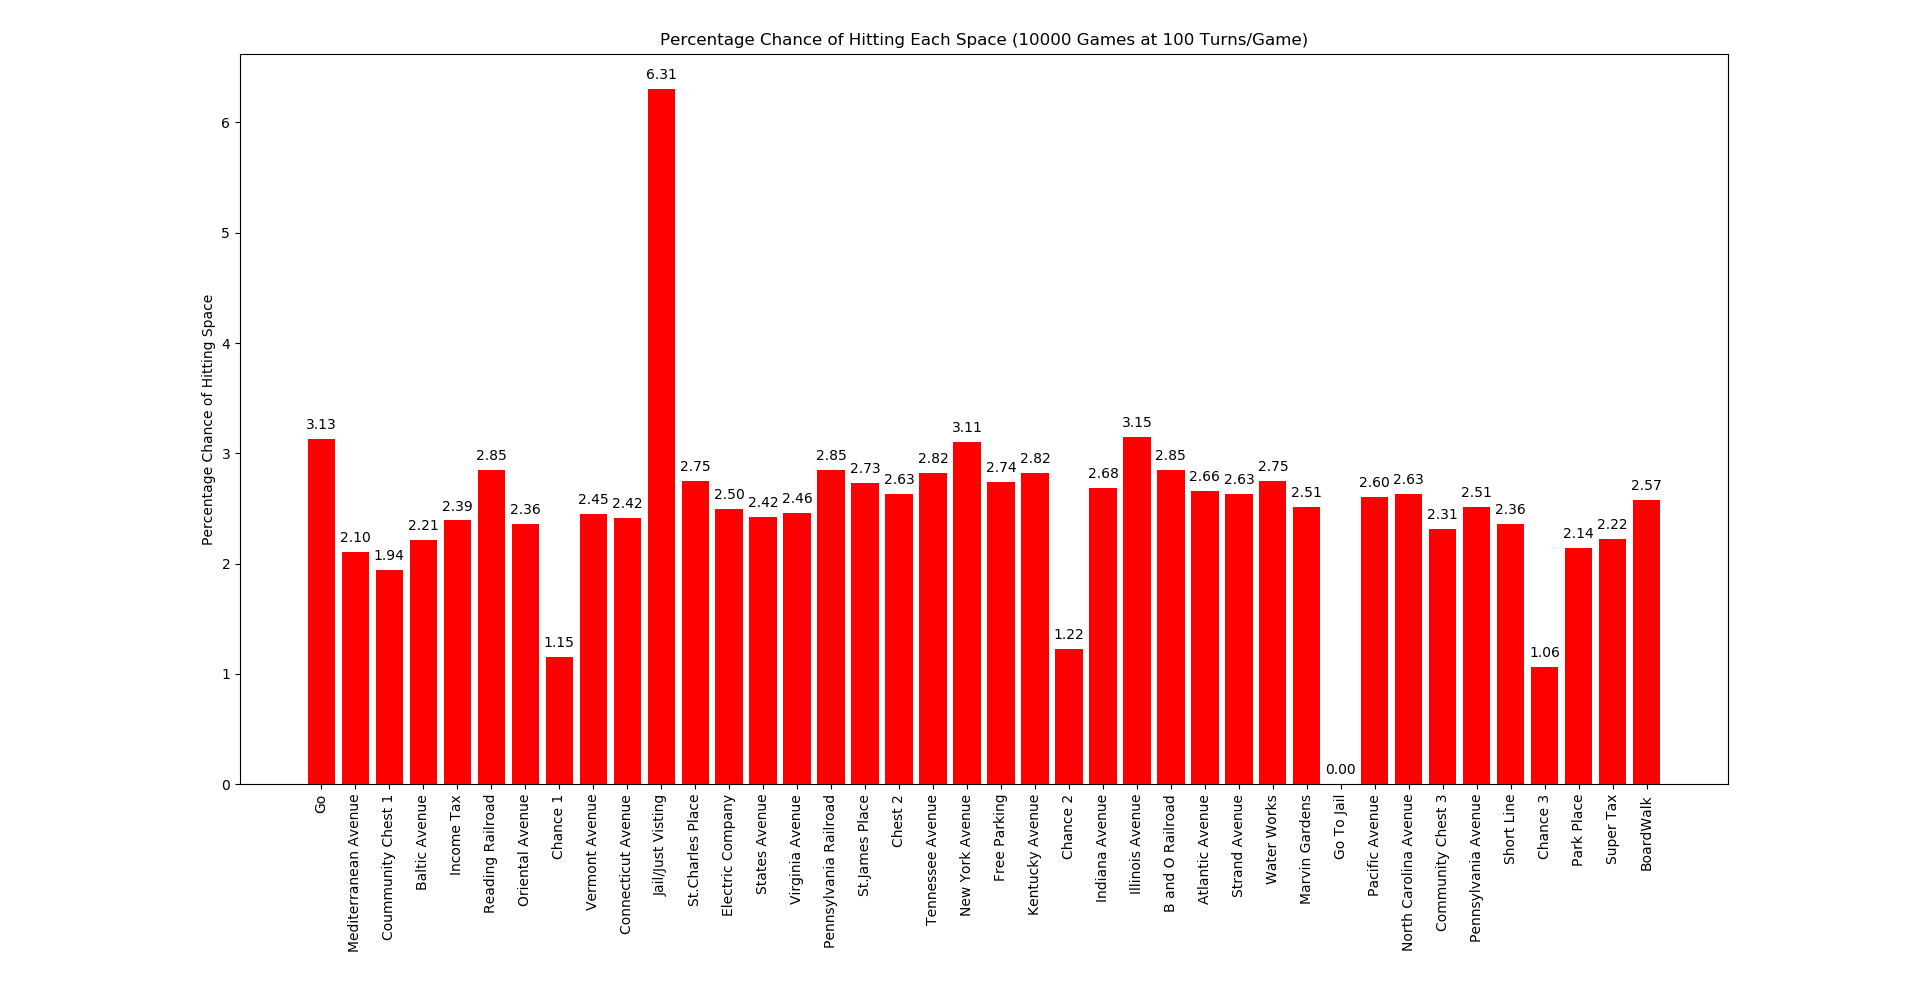 Percentage Chance of Hitting Each Space (10000 Games at 100 Turns/Game)
Percentage Chance of Hitting Space
6
5
4
3
2
1
0
3.13
2.10
1.94
2.21
2.39
2.85
2.36
1.15
2.45
2.42
6.31
2.75
2.50
2.42
2.46
2.85
2.73
2.63
2.82
3.11
2.74
2.82
1.22
2.68
3.15
2.85
2.66
2.63
2.75
2.51
0.00
2.60
2.63
2.31
2.51
2.36
1.06
2.14
2.22
2.57
Go
Mediterranean Avenue
Coummunity Chest 1
Baltic Avenue
Income Tax
Reading Railroad
Oriental Avenue
Chance 1
Vermont Avenue
Connecticut Avenue
Jail/Just Visting
St.Charles Place
Electric Company
States Avenue
Virginia Avenue
Pennsylvania Railroad
St.James Place
Chest 2
Tennessee Avenue
New York Avenue
Free Parking
Kentucky Avenue
Chance 2
Indiana Avenue
Illinois Avenue
B and O Railroad
Atlantic Avenue
Strand Avenue
Water Works
Marvin Gardens
Go To Jail
Pacific Avenue
North Carolina Avenue
Community Chest 3
Pennsylvania Avenue
Short Line
Chance 3
Park Place
Super Tax
BoardWalk